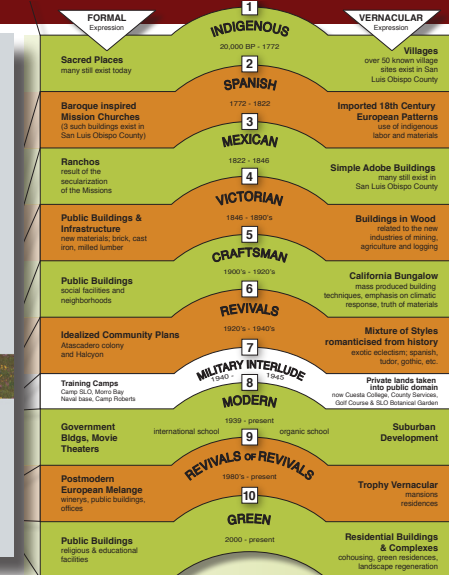 FORMAL
Expression
VERNACULAR
Expression
1
INDIGENOUS
20,000 BP - 1772
Sacred Places
many still exist today
Villages
over 50 known village
sites exist in San
Luis Obispo County
2
SPANISH
1772 - 1822
Baroque inspired
Mission Churches
(3 such buildings exist in
San Luis Obispo County)
Imported 18th Century
European Patterns
use of indigenous
labor and materials
3
MEXICAN
1822 - 1846
Ranchos
result of the
secularization
of the Missions
Simple Adobe Buildings
many still exist in
San Luis Obispo County
4
VICTORIAN
1846 - 1890's
Public Buildings &
Infrastructure
new materials; brick, cast
iron, milled lumber
Buildings in Wood
related to the new
industries of mining,
agriculture and logging
5
CRAFTSMAN
1900's - 1920's
Public Buildings
social facilities and
neighborhoods
California Bungalow
mass produced building
techniques, emphasis on climatic
response, truth of materials
6
REVIVALS
1920's - 1940's
Idealized Community Plans
Atascadero colony
and Halcyon
Mixture of Styles
romanticised from history
exotic eclectism; spanish,
tudor, gothic, etc.
7
MILITARY INTERLUDE
1940 - 1945
Training Camps
Camp SLO, Morro Bay
Naval base, Camp Roberts
Private lands taken
into public domain
now Cuesta College, County Services,
Golf Course & SLO Botanical Garden
8
MODERN
1939 - present
international school
organic school
Government
Bldgs, Movie
Theaters
Suburban
Development
9
REVIVALS OF REVIVALS
1980's - present
Postmodern
European Melange
winerys, public buildings,
offices
Trophy Vernacular
mansions
residences
10
GREEN
2000 - present
Public Buildings
religious & educational
facilities
Residential Buildings
& Complexes
cohousing, green residences,
landscape regeneration